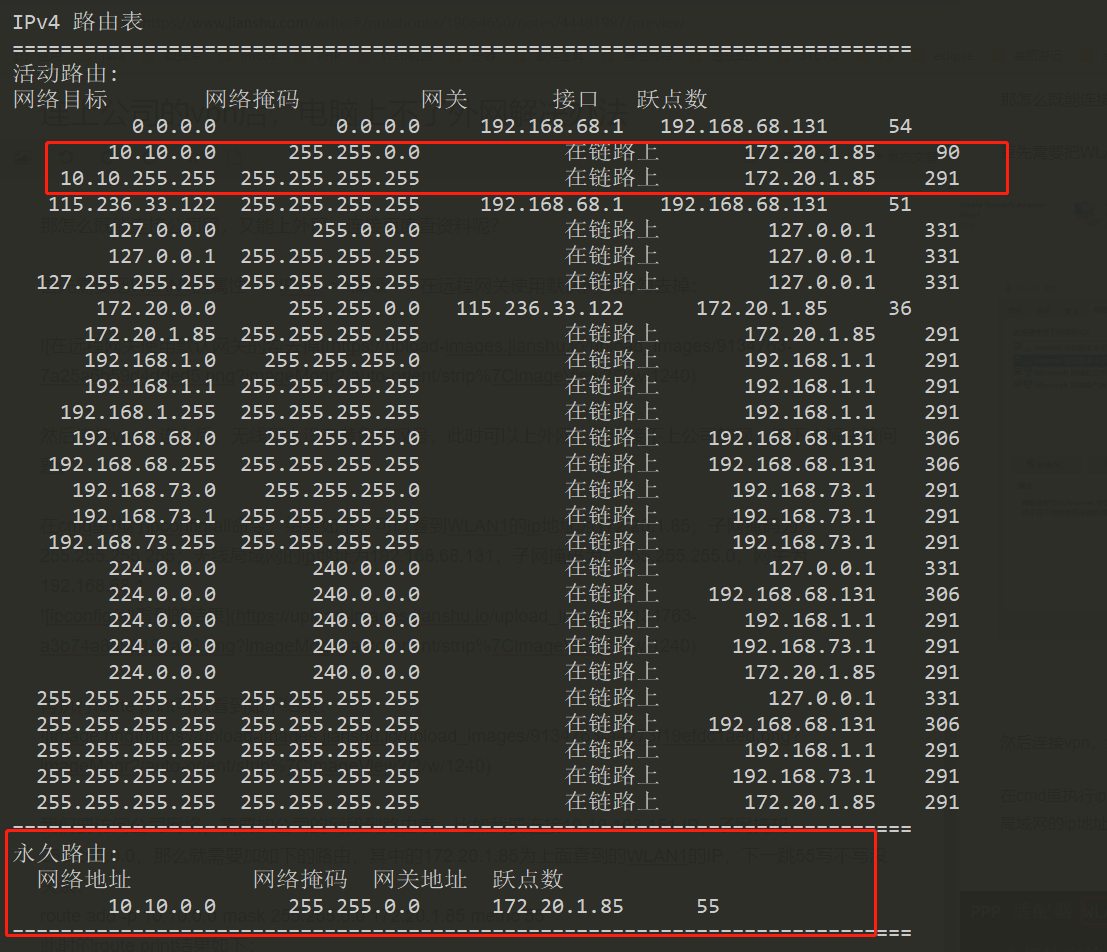 IPv4 路由表
===========================================================================
活动路由:
网络目标 网络掩码 网关 接口 跃点数
0.0.0.0 0.0.0.0 192.168.68.1 192.168.68.131 54
10.10.0.0 255.255.0.0 在链路上 172.20.1.85 90
10.10.255.255 255.255.255.255 在链路上 172.20.1.85 291
115.236.33.122 255.255.255.255 192.168.68.1 192.168.68.131 51
127.0.0.0 255.0.0.0 在链路上 127.0.0.1 331
127.0.0.1 255.255.255.255 在链路上 127.0.0.1 331
127.255.255.255 255.255.255.255 在链路上 127.0.0.1 331
172.20.0.0 255.255.0.0 115.236.33.122 172.20.1.85 36
172.20.1.85 255.255.255.255 在链路上 172.20.1.85 291
192.168.1.0 255.255.255.0 在链路上 192.168.1.1 291
192.168.1.1 255.255.255.255 在链路上 192.168.1.1 291
192.168.1.255 255.255.255.255 在链路上 192.168.1.1 291
192.168.68.0 255.255.255.0 在链路上 192.168.68.131 306
192.168.68.255 255.255.255.255 在链路上 192.168.68.131 306
192.168.73.0 255.255.255.0 在链路上 192.168.73.1 291
192.168.73.1 255.255.255.255 在链路上 192.168.73.1 291
192.168.73.255 255.255.255.255 在链路上 192.168.73.1 291
224.0.0.0 240.0.0.0 在链路上 127.0.0.1 331
224.0.0.0 240.0.0.0 在链路上 192.168.68.131 306
224.0.0.0 240.0.0.0 在链路上 192.168.1.1 291
224.0.0.0 240.0.0.0 在链路上 192.168.73.1 291
224.0.0.0 240.0.0.0 在链路上 172.20.1.85 291
255.255.255.255 255.255.255.255 在链路上 127.0.0.1 331
255.255.255.255 255.255.255.255 在链路上 192.168.68.131 306
255.255.255.255 255.255.255.255 在链路上 192.168.1.1 291
255.255.255.255 255.255.255.255 在链路上 192.168.73.1 291
255.255.255.255 255.255.255.255 在链路上 172.20.1.85 291
===========================================================================
永久路由:
网络地址 网络掩码 网关地址 跃点数
10.10.0.0 255.255.0.0 172.20.1.85 55
===========================================================================